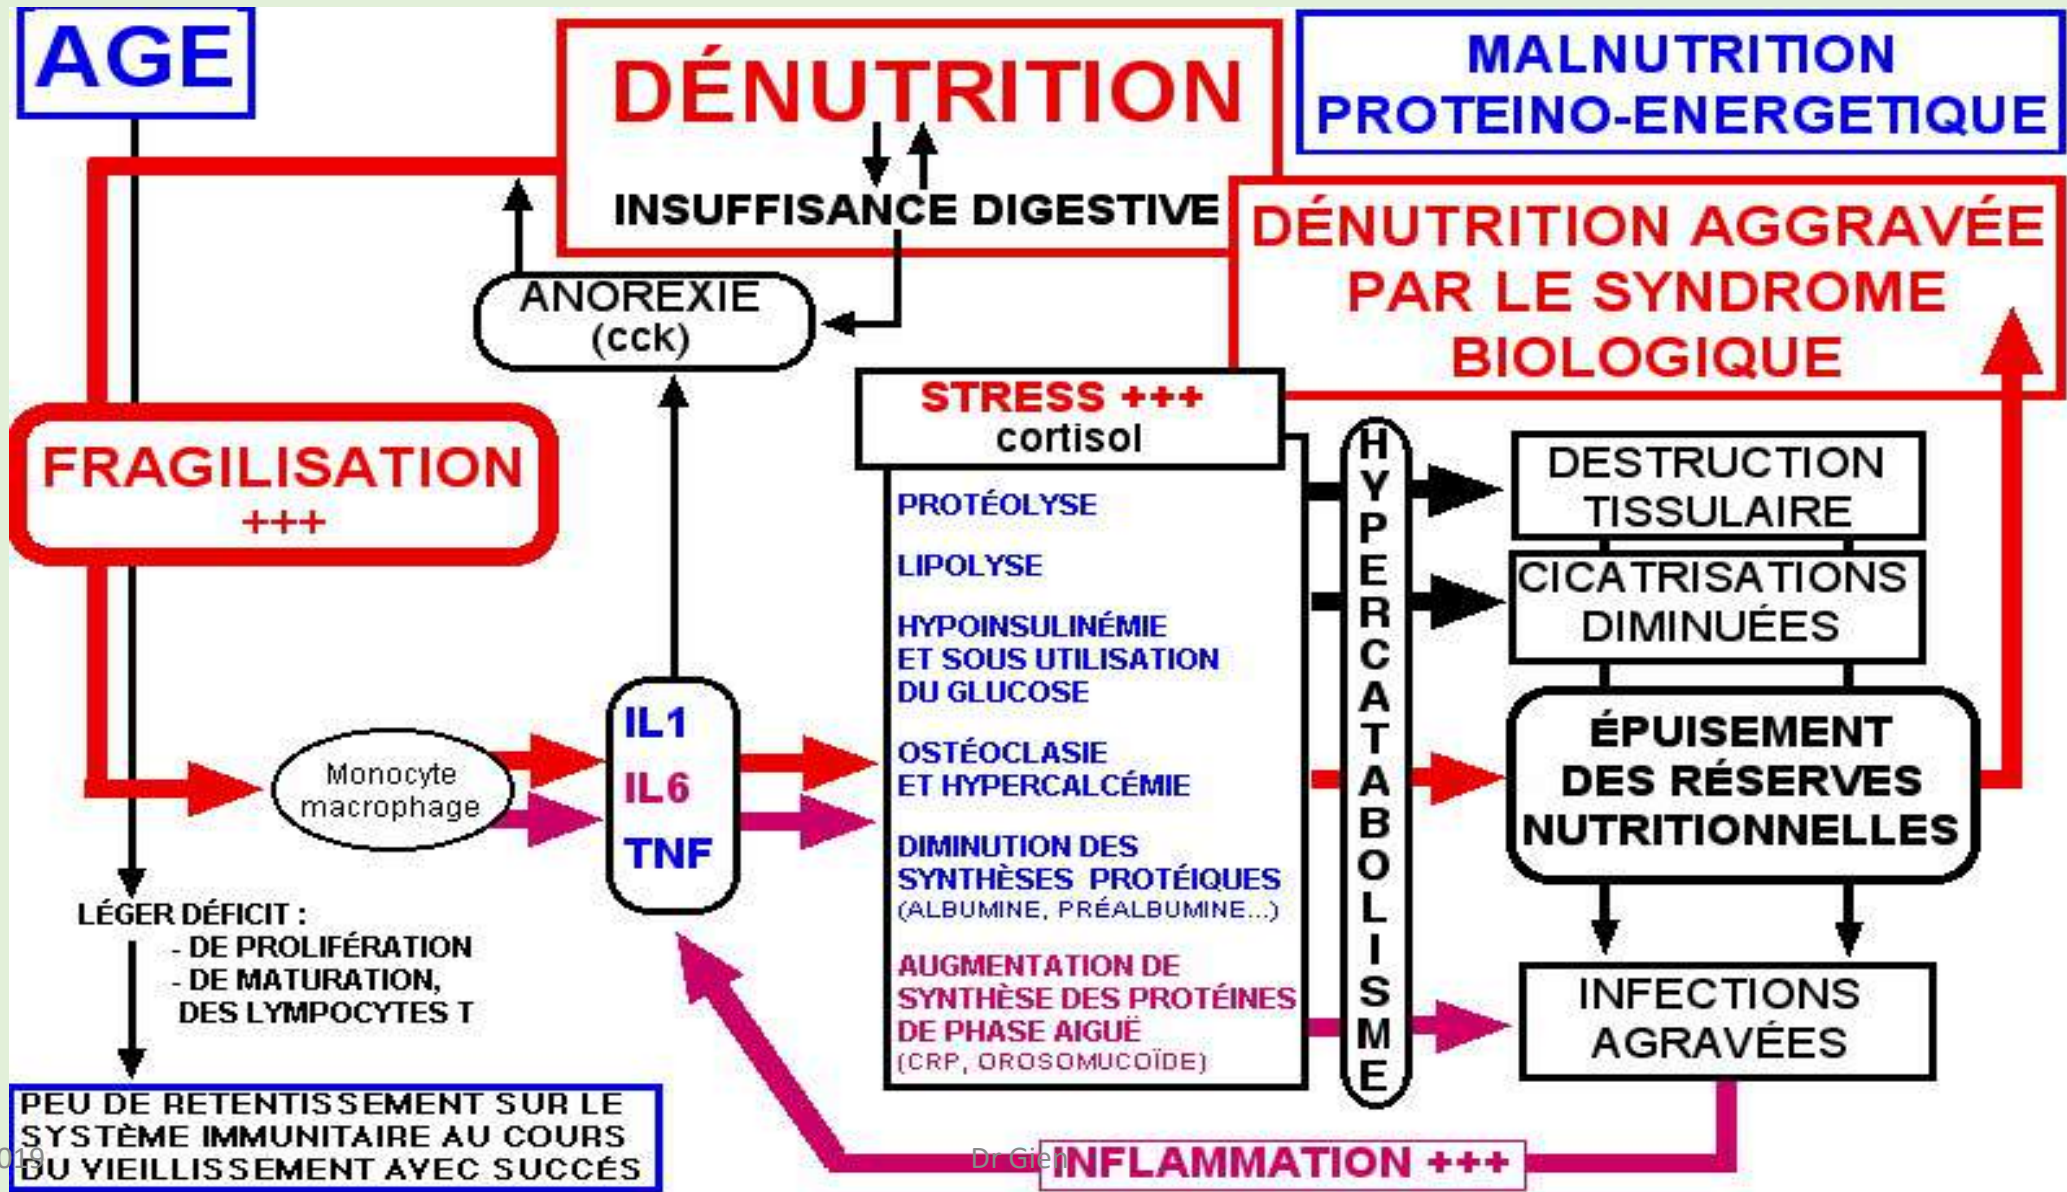 AGE
DÉNUTRITION
INSUFFISANCE DIGESTIVE
MALNUTRITION
PROTEINO-ENERGETIQUE
DÉNUTRITION AGGRAVÉE
PAR LE SYNDROME
BIOLOGIQUE
ANOREXIE
(cck)
FRAGILISATION
+++
STRESS +++
cortisol
PROTÉOLYSE
LIPOLYSE
HYPOINSULINÉMIE
ET SOUS UTILISATION
DU GLUCOSE
OSTÉOCLASIE
ET HYPERCALCÉMIE
DIMINUTION DES
SYNTHÈSES PROTÉIQUES
(ALBUMINE, PRÉALBUMINE...)
AUGMENTATION DE
SYNTHÈSE DES PROTÉINES
DE PHASE AIGUË
(CRP, OROSOMUCOÏDE)
HYPERCATABOLISME
DESTRUCTION
TISSULAIRE
CICATRISATIONS
DIMINUÉES
ÉPUISEMENT
DES RÉSERVES
NUTRITIONNELLES
INFECTIONS
AGRAVÉES
Monocyte
macrophage
IL1
IL6
TNF
LÉGER DÉFICIT :
- DE PROLIFÉRATION
- DE MATURATION,
DES LYMPOCYTES T
PEU DE RETENTISSEMENT SUR LE
SYSTÈME IMMUNITAIRE AU COURS
DU VIEILLISSEMENT AVEC SUCCÉS
INFLAMMATION +++
Dr Gien